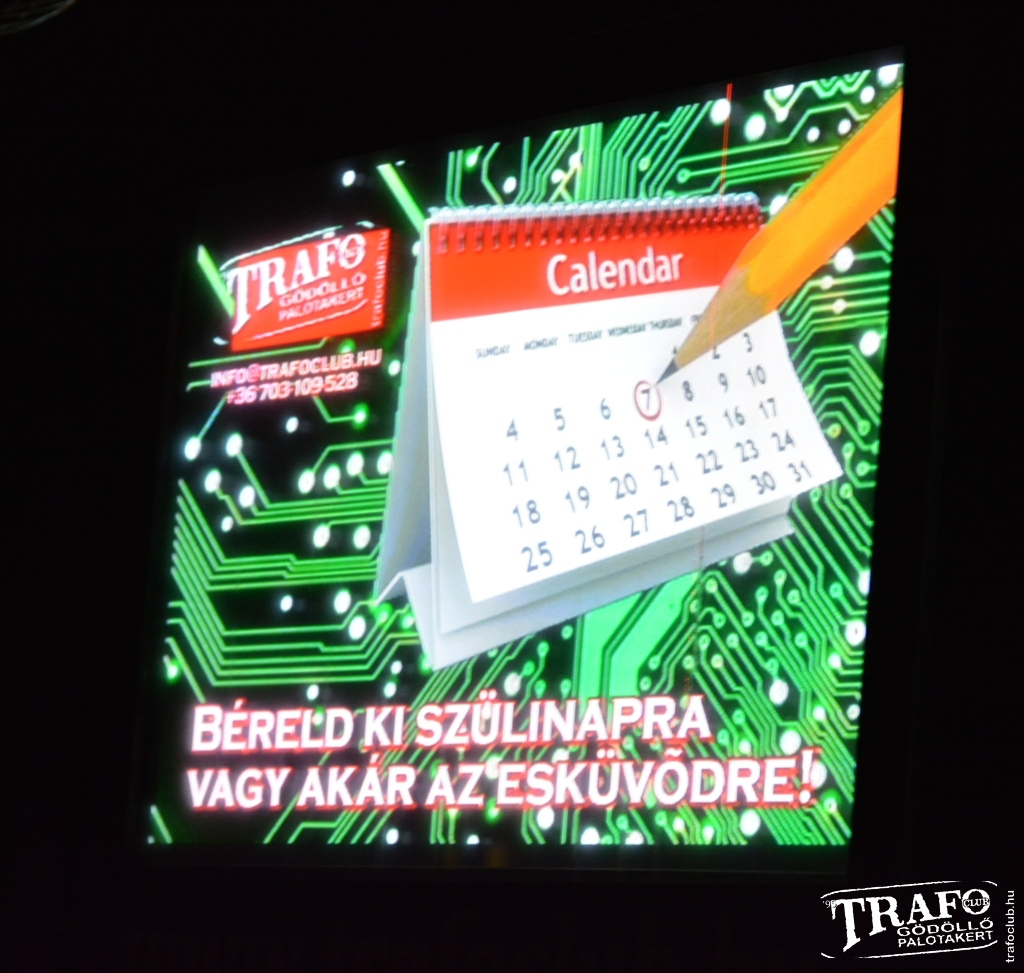 TRAFO
CLUB
GÖDÖLLŐ
PALOTAKERT
trafoclub.hu
INFO@TRAFOCLUB.HU
+36 703-109-528
Calendar
SUNDAY MONDAY TUESDAY WEDNESDAY THURSDAY
2 3
4 5 6 7 8 9 10
11 12 13 14 15 16 17
18 19 20 21 22 23 24
25 26 27 28 29 30 31
BÉRELD KI SZÜLINAPRA
VAGY AKÁR AZ ESKÜVÕDRE!
TRAFO
CLUB
GÖDÖLLŐ
PALOTAKERT
trafoclub.hu